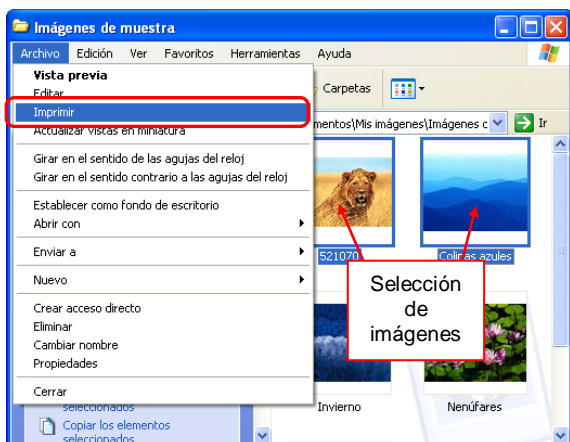 Imágenes de muestra
Archivo Edición Ver Favoritos Herramientas Ayuda
Vista previa
Editar
Imprimir
Actualizar vistas en miniatura
Girar en el sentido de las agujas del reloj
Girar en el sentido contrario a las agujas del reloj
Establecer como fondo de escritorio
Abrir con
Enviar a
Nuevo
Crear acceso directo
Eliminar
Cambiar nombre
Propiedades
Cerrar
Carpetas
mentos\Mis imágenes\Imágenes c Ir
521070 Colinas azules
Selección
de
imágenes
Invierno Nenúfares
seleccionados
Copiar los elementos
seleccionados